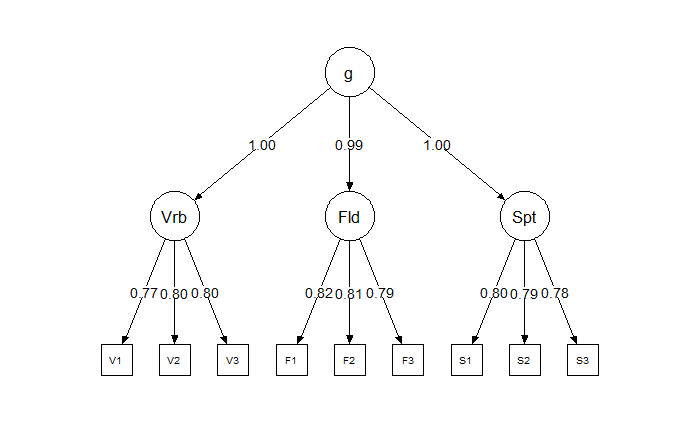 g
1.00 0.99 1.00
Vrb Fld Spt
0.77 0.80 0.80 0.82 0.81 0.79 0.80 0.79 0.78
V1 V2 V3 F1 F2 F3 S1 S2 S3